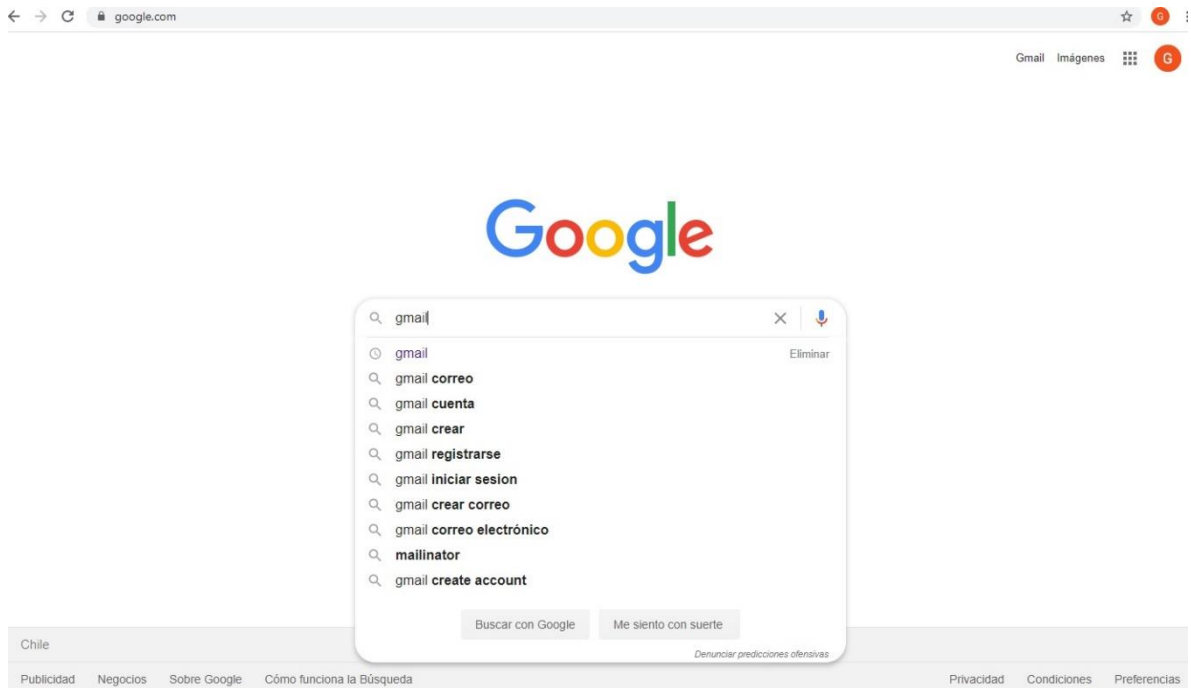 google.com
G
Gmail Imágenes
G
Google
gmail
gmail Eliminar
gmail correo
gmail cuenta
gmail crear
gmail registrarse
gmail iniciar sesion
gmail crear correo
gmail correo electrónico
mailinator
gmail create account
Buscar con Google Me siento con suerte
Denunciar predicciones ofensivas
Chile
Publicidad Negocios Sobre Google Cómo funciona la Búsqueda Privacidad Condiciones Preferencias